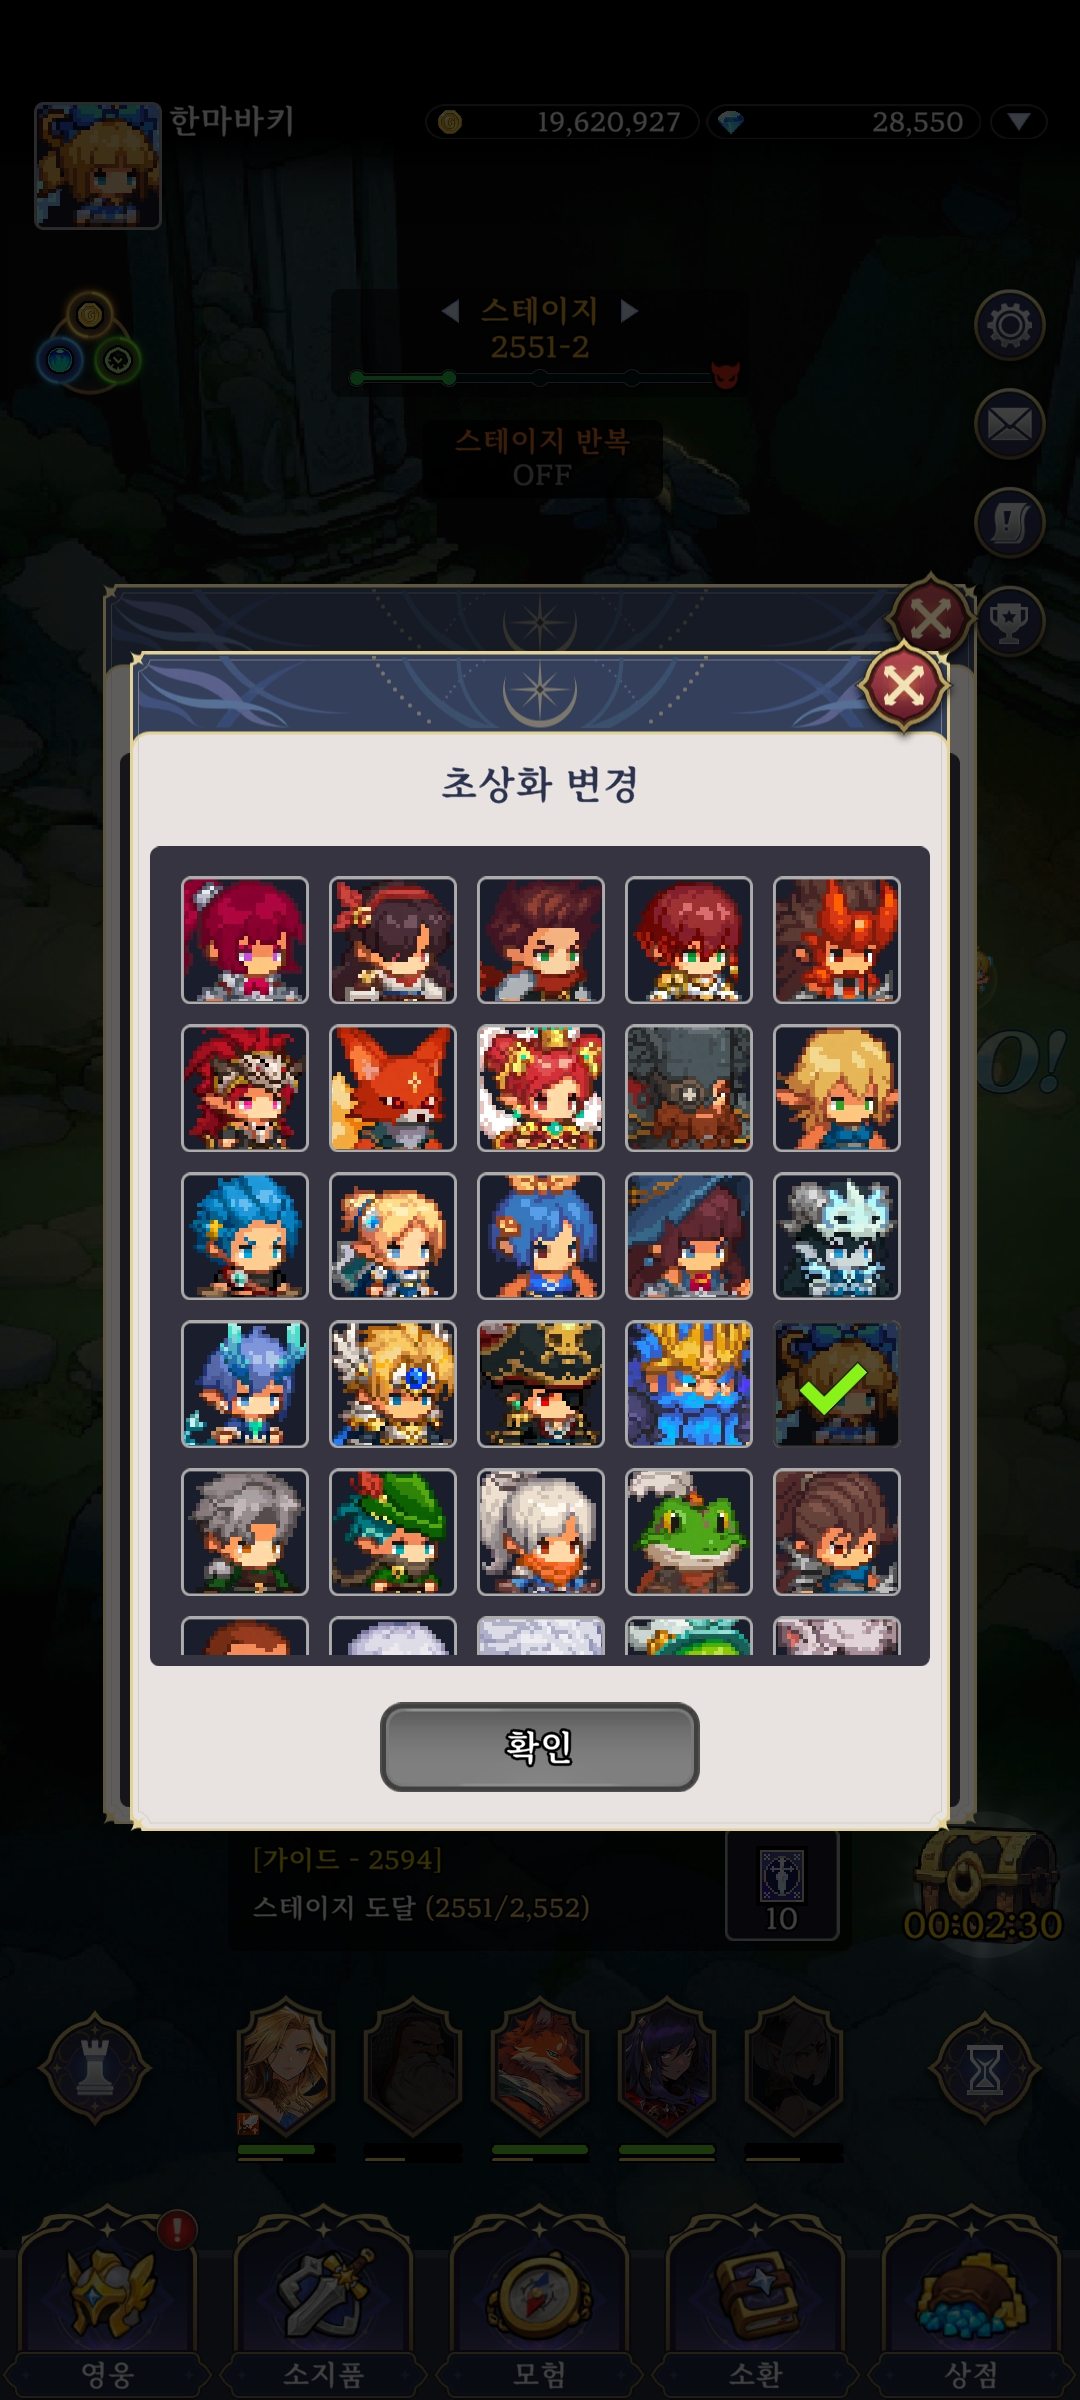 한마바키
19,620,927
28,550
스테이지
2551-2
스테이지 반복
OFF
초상화 변경
O!
확인
[가이드 - 2594]
스테이지 도달 (2551/2,552)
10
00:02:30
영웅
소지품
모험
소환
상점